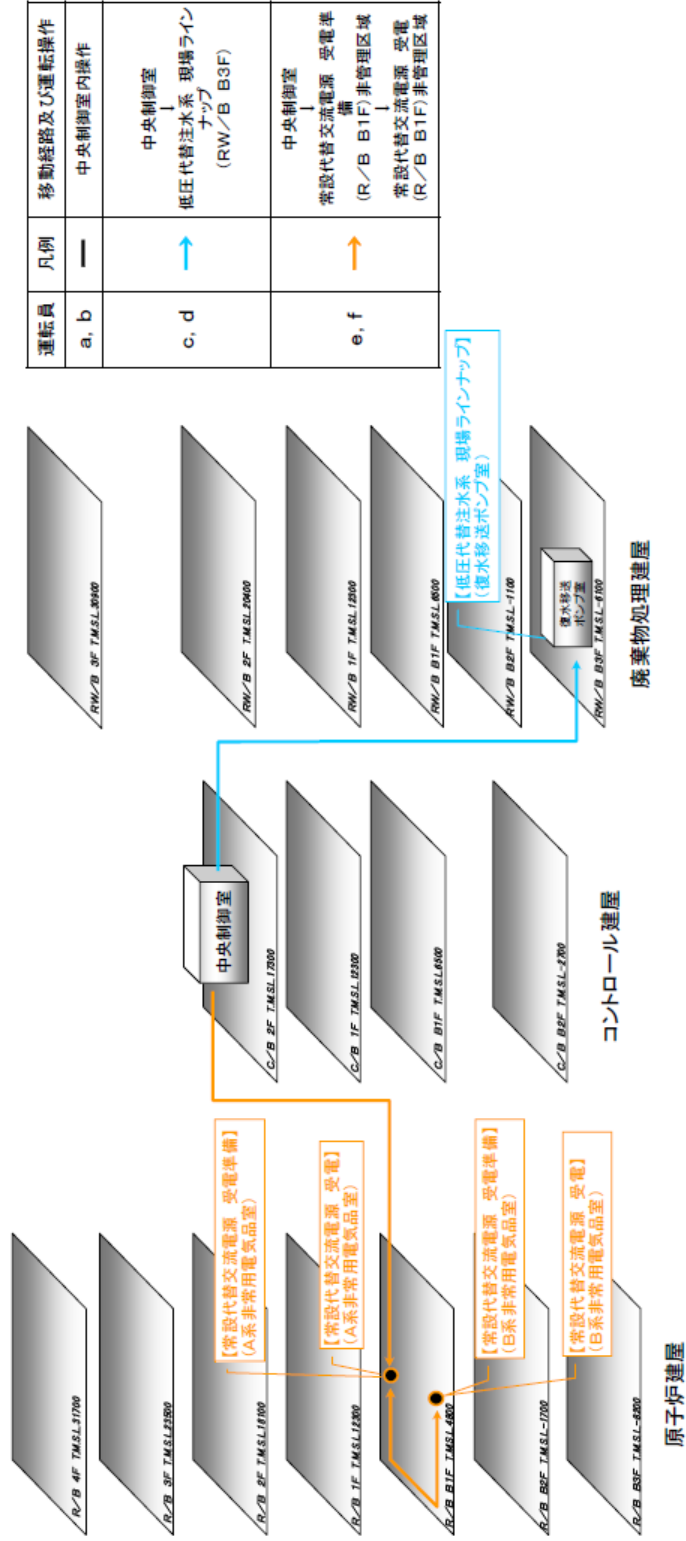 運転員
凡例
移動経路及び運転操作
a, b
中央制御室内操作
c, d
中央制御室
↓
低圧代替注水系 現場ライン
ナップ
(RW/B B3F)
e, f
中央制御室
↓
常設代替交流電源 受電準
備
(R/B B1F)非管理区域
↓
常設代替交流電源 受電
(R/B B1F)非管理区域
R/B 4F T.M.S.L.31700
R/B 3F T.M.S.L.23500
R/B 2F T.M.S.L.18100
R/B 1F T.M.S.L.12300
R/B B1F T.M.S.L.4800
R/B B2F T.M.S.L.-1700
R/B B3F T.M.S.L.-8200
【常設代替交流電源 受電準備】
(A系非常用電気品室)
【常設代替交流電源 受電】
(A系非常用電気品室)
【常設代替交流電源 受電準備】
(B系非常用電気品室)
【常設代替交流電源 受電】
(B系非常用電気品室)
原子炉建屋
中央制御室
C/B 2F T.M.S.L.17300
C/B 1F T.M.S.L.12300
C/B B1F T.M.S.L.6500
C/B B2F T.M.S.L.-2700
コントロール建屋
RW/B 3F T.M.S.L.30900
RW/B 2F T.M.S.L.20400
RW/B 1F T.M.S.L.12300
RW/B B1F T.M.S.L.6500
RW/B B2F T.M.S.L.-1100
RW/B B3F T.M.S.L.-6100
【低圧代替注水系 現場ラインナップ】
(復水移送ポンプ室)
復水移送
ポンプ室
廃棄物処理建屋